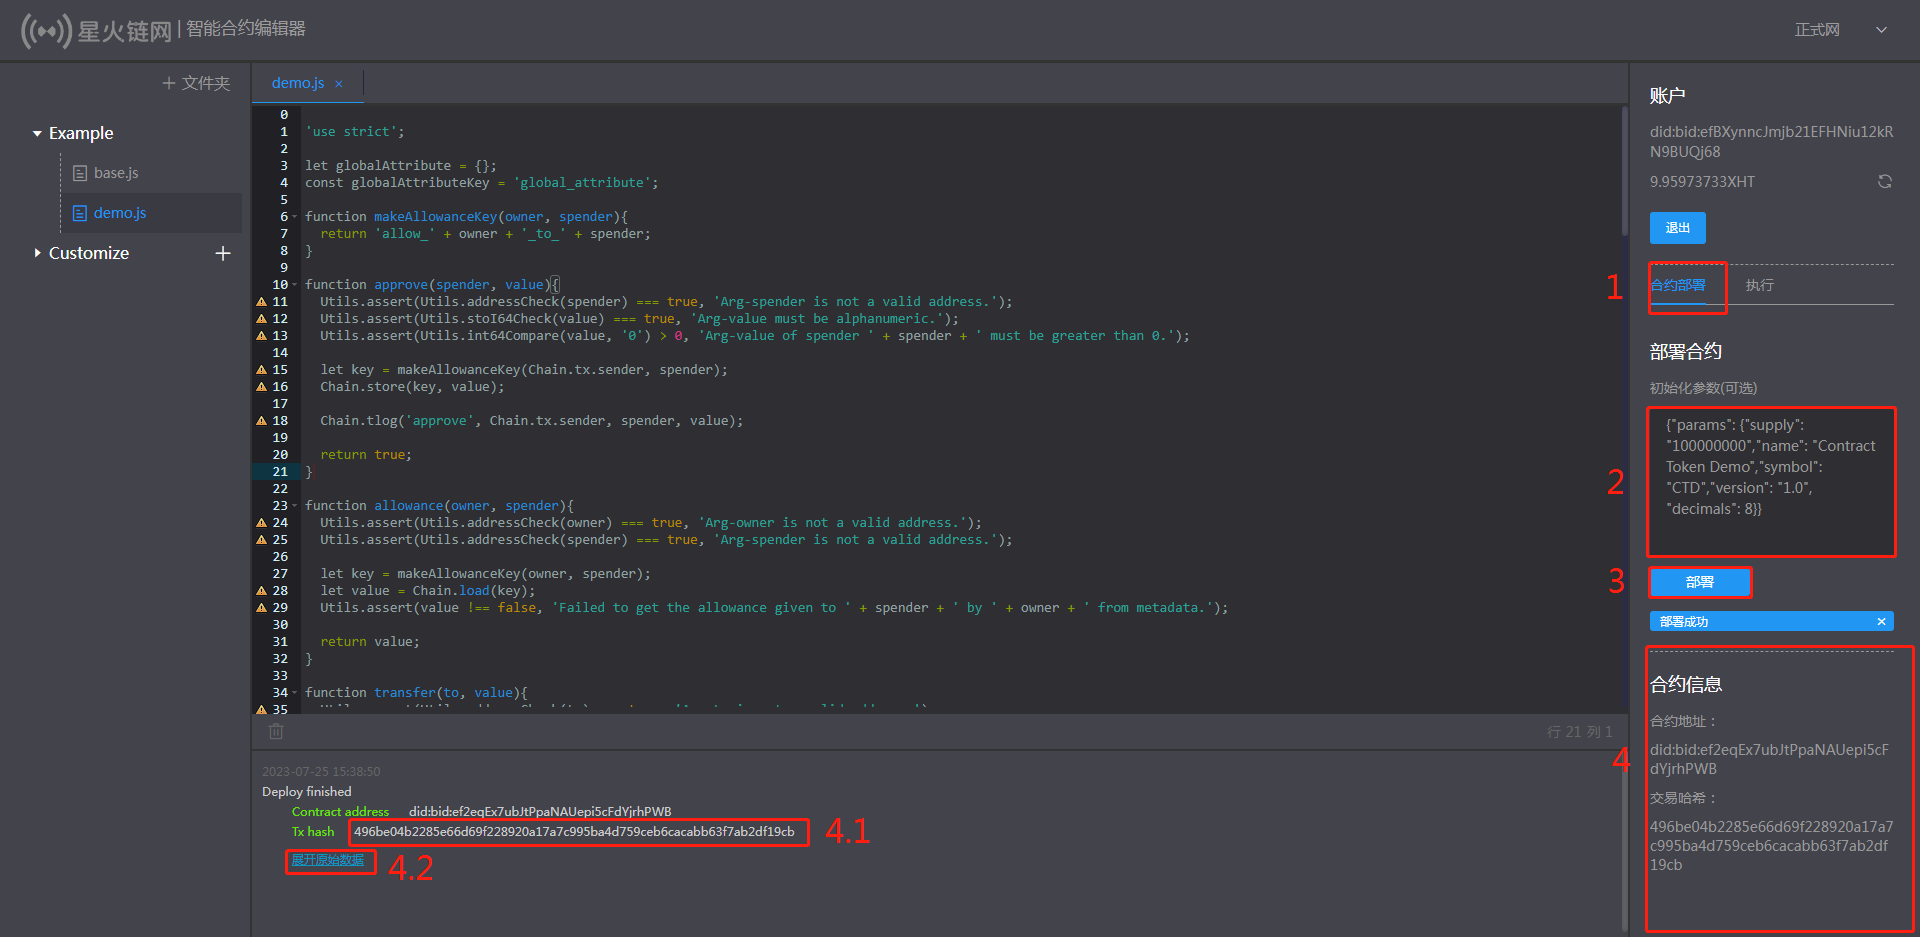 星火链网 | 智能合约编辑器
正式网
+ 文件夹
Example
base.js
demo.js
Customize +
demo.js ×
0
1 'use strict';
2
3 let globalAttribute = {};
4 const globalAttributeKey = 'global_attribute';
5
6 function makeAllowanceKey(owner, spender){
7 return 'allow_' + owner + '_to_' + spender;
8 }
9
10 function approve(spender, value){
11 Utils.assert(Utils.addressCheck(spender) === true, 'Arg-spender is not a valid address.');
12 Utils.assert(Utils.stoI64Check(value) === true, 'Arg-value must be alphanumeric.');
13 Utils.assert(Utils.int64Compare(value, '0') > 0, 'Arg-value of spender ' + spender + ' must be greater than 0.');
14
15 let key = makeAllowanceKey(Chain.tx.sender, spender);
16 Chain.store(key, value);
17
18 Chain.tlog('approve', Chain.tx.sender, spender, value);
19
20 return true;
21 }
22
23 function allowance(owner, spender){
24 Utils.assert(Utils.addressCheck(owner) === true, 'Arg-owner is not a valid address.');
25 Utils.assert(Utils.addressCheck(spender) === true, 'Arg-spender is not a valid address.');
26
27 let key = makeAllowanceKey(owner, spender);
28 let value = Chain.load(key);
29 Utils.assert(value !== false, 'Failed to get the allowance given to ' + spender + ' by ' + owner + ' from metadata.');
30
31 return value;
32 }
33
34 function transfer(to, value){
35
行 21 列 1
2023-07-25 15:38:50
Deploy finished
Contract address did:bid:ef2eqEx7ubJtPpaNAUepi5cFdYjrhPWB
Tx hash 496be04b2285e66d69f228920a17a7c995ba4d759ceb6cacabb63f7ab2df19cb 4.1
展开原始数据 4.2
账户
did:bid:efBXynncJmjb21EFHNiu12kR
N9BUQj68
9.95973733XHT
退出
1 合约部署 执行
部署合约
初始化参数(可选)
2
{"params": {"supply":
"100000000","name": "Contract
Token Demo","symbol":
"CTD","version": "1.0",
"decimals": 8}}
3 部署
部署成功 ×
4
合约信息
合约地址：
did:bid:ef2eqEx7ubJtPpaNAUepi5cF
dYjrhPWB
交易哈希：
496be04b2285e66d69f228920a17a7
c995ba4d759ceb6cacabb63f7ab2df
19cb